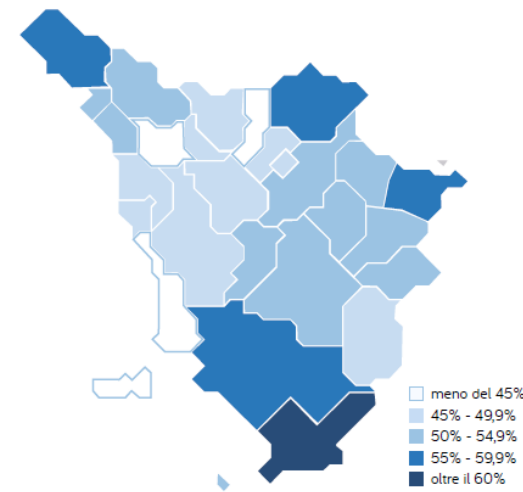 meno del 45%
45% - 49,9%
50% - 54,9%
55% - 59,9%
oltre il 60%